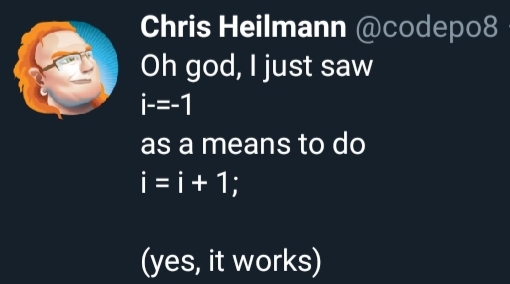 Chris Heilmann @codepo8
Oh god, I just saw
i-=-1
as a means to do
i = i + 1;
(yes, it works)